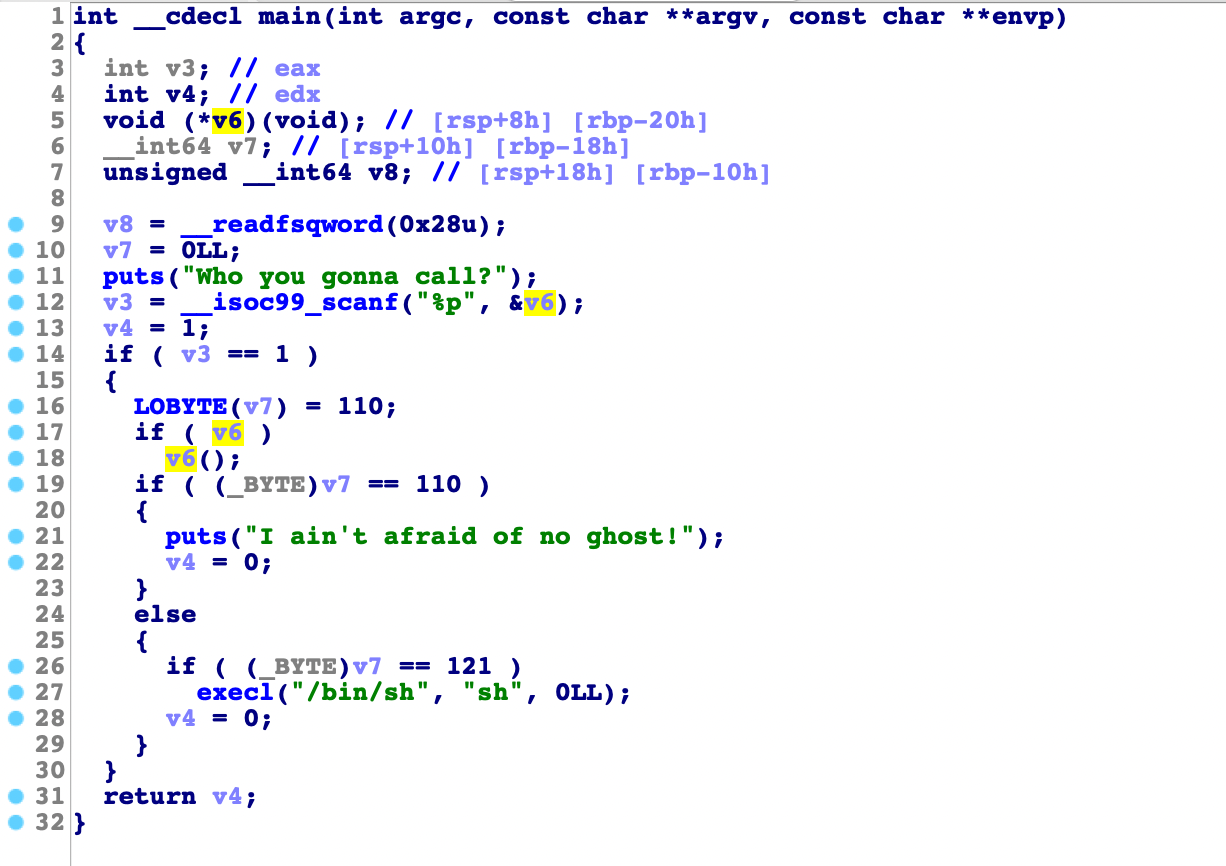 1 int __cdecl main(int argc, const char **argv, const char **envp)
2 {
3   int v3; // eax
4   int v4; // edx
5   void (*v6)(void); // [rsp+8h] [rbp-20h]
6   __int64 v7; // [rsp+10h] [rbp-18h]
7   unsigned __int64 v8; // [rsp+18h] [rbp-10h]
8
9   v8 = __readfsqword(0x28u);
10   v7 = 0LL;
11   puts("Who you gonna call?");
12   v3 = __isoc99_scanf("%p", &v6);
13   v4 = 1;
14   if ( v3 == 1 )
15   {
16     LOBYTE(v7) = 110;
17     if ( v6 )
18       v6();
19     if ( (_BYTE)v7 == 110 )
20     {
21       puts("I ain't afraid of no ghost!");
22       v4 = 0;
23     }
24     else
25     {
26       if ( (_BYTE)v7 == 121 )
27         execl("/bin/sh", "sh", 0LL);
28       v4 = 0;
29     }
30   }
31   return v4;
32 }